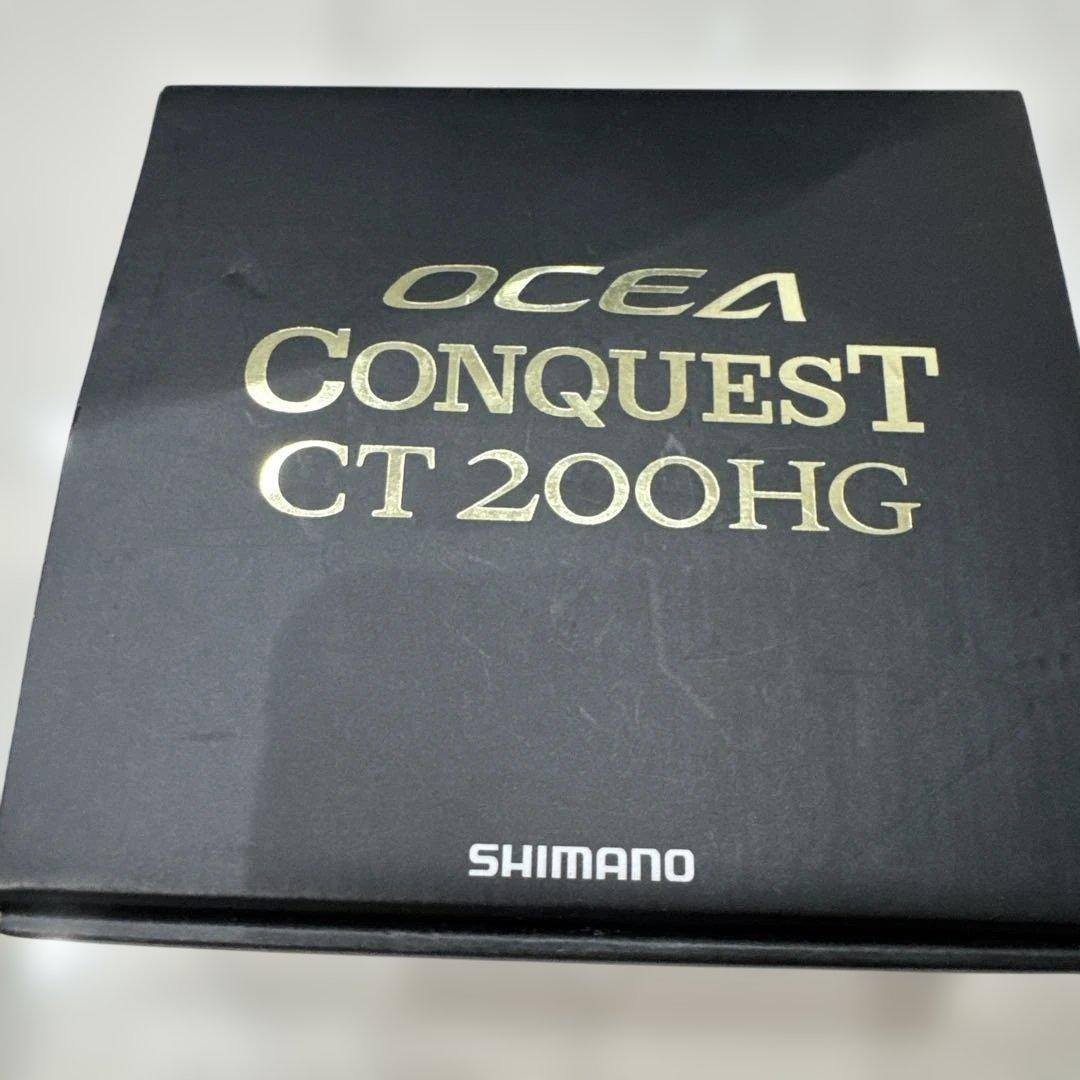 OCEA
CONQUEST
CT 200HG
SHIMANO